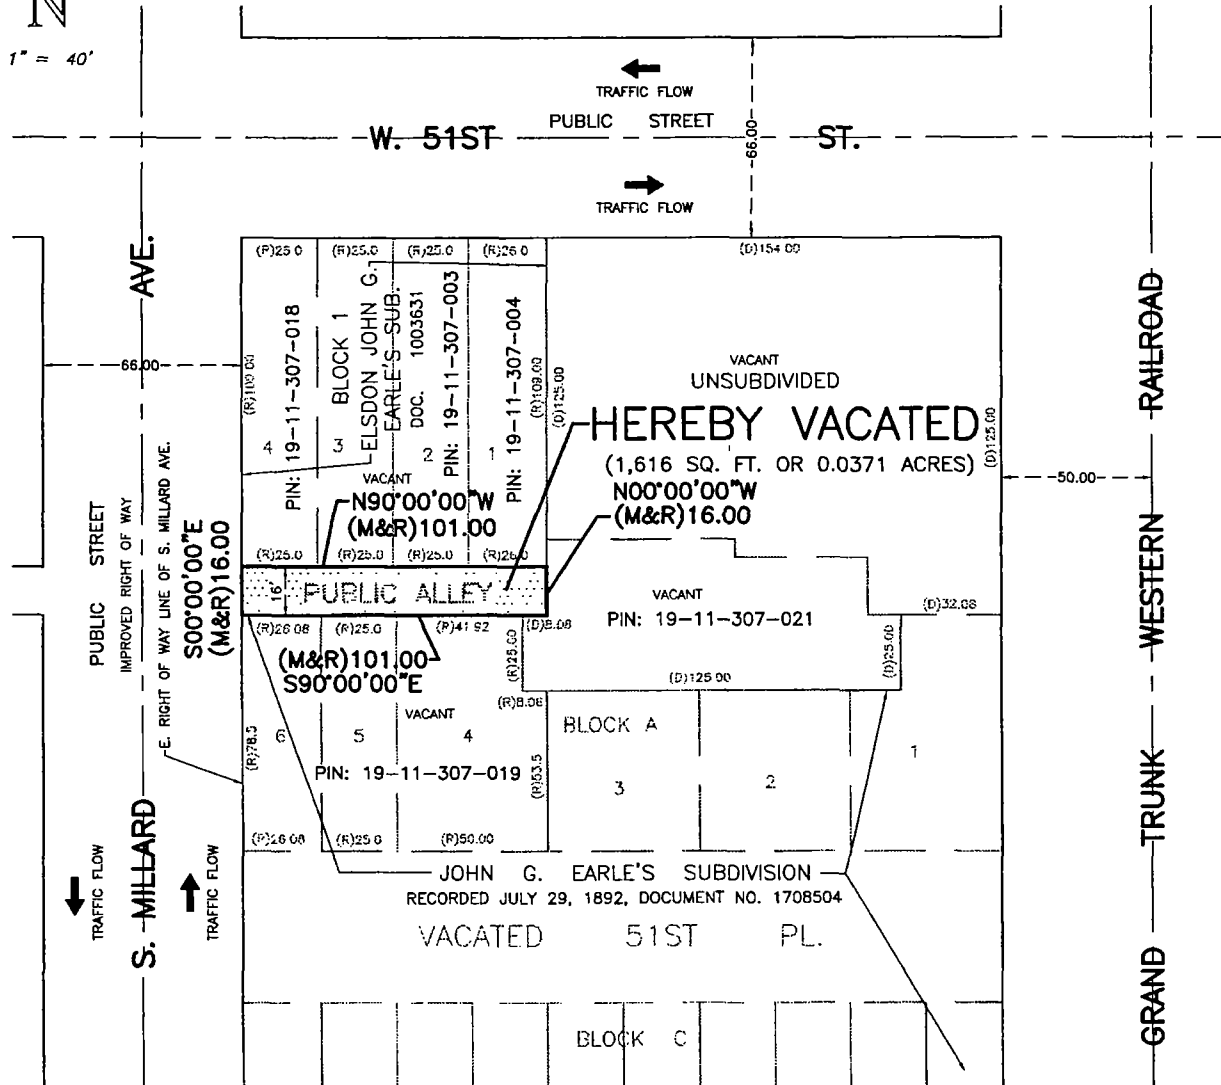 N
1" = 40'
TRAFFIC FLOW
PUBLIC STREET
W. 51ST ST.
66.00
TRAFFIC FLOW
AVE.
S. MILLARD
66.00
PUBLIC STREET
IMPROVED RIGHT OF WAY
E. RIGHT OF WAY LINE OF S. MILLARD AVE.
S00°00'00"E
(M&R)16.00
TRAFFIC FLOW
TRAFFIC FLOW
(R)25.0
(R)25.0
(R)25.0
(R)26.0
(D)154.00
(R)109.00
4
PIN: 19-11-307-018
3
BLOCK 1
ELSDON JOHN G.
EARLE'S SUB.
DOC. 1003631
2
PIN: 19-11-307-003
1
PIN: 19-11-307-004
(R)109.00
(D)125.00
VACANT
VACANT
UNSUBDIVIDED
HEREBY VACATED
(1,616 SQ. FT. OR 0.0371 ACRES)
(D)125.00
N00°00'00"W
(M&R)16.00
N90°00'00"W
(M&R)101.00
50.00
(R)25.0
(R)25.0
(R)25.0
(R)26.0
16
PUBLIC ALLEY
VACANT
PIN: 19-11-307-021
(D)32.08
(R)26.08
(R)25.0
(R)41.92
(D)8.08
(R)25.00
(D)25.00
(D)125.00
(M&R)101.00
S90°00'00"E
(R)8.08
VACANT
(R)78.5
6
5
4
PIN: 19-11-307-019
(R)53.5
BLOCK A
3
2
1
(R)26.08
(R)25.0
(R)50.00
JOHN G. EARLE'S SUBDIVISION
RECORDED JULY 29, 1892, DOCUMENT NO. 1708504
VACATED 51ST PL.
BLOCK C
GRAND TRUNK WESTERN RAILROAD